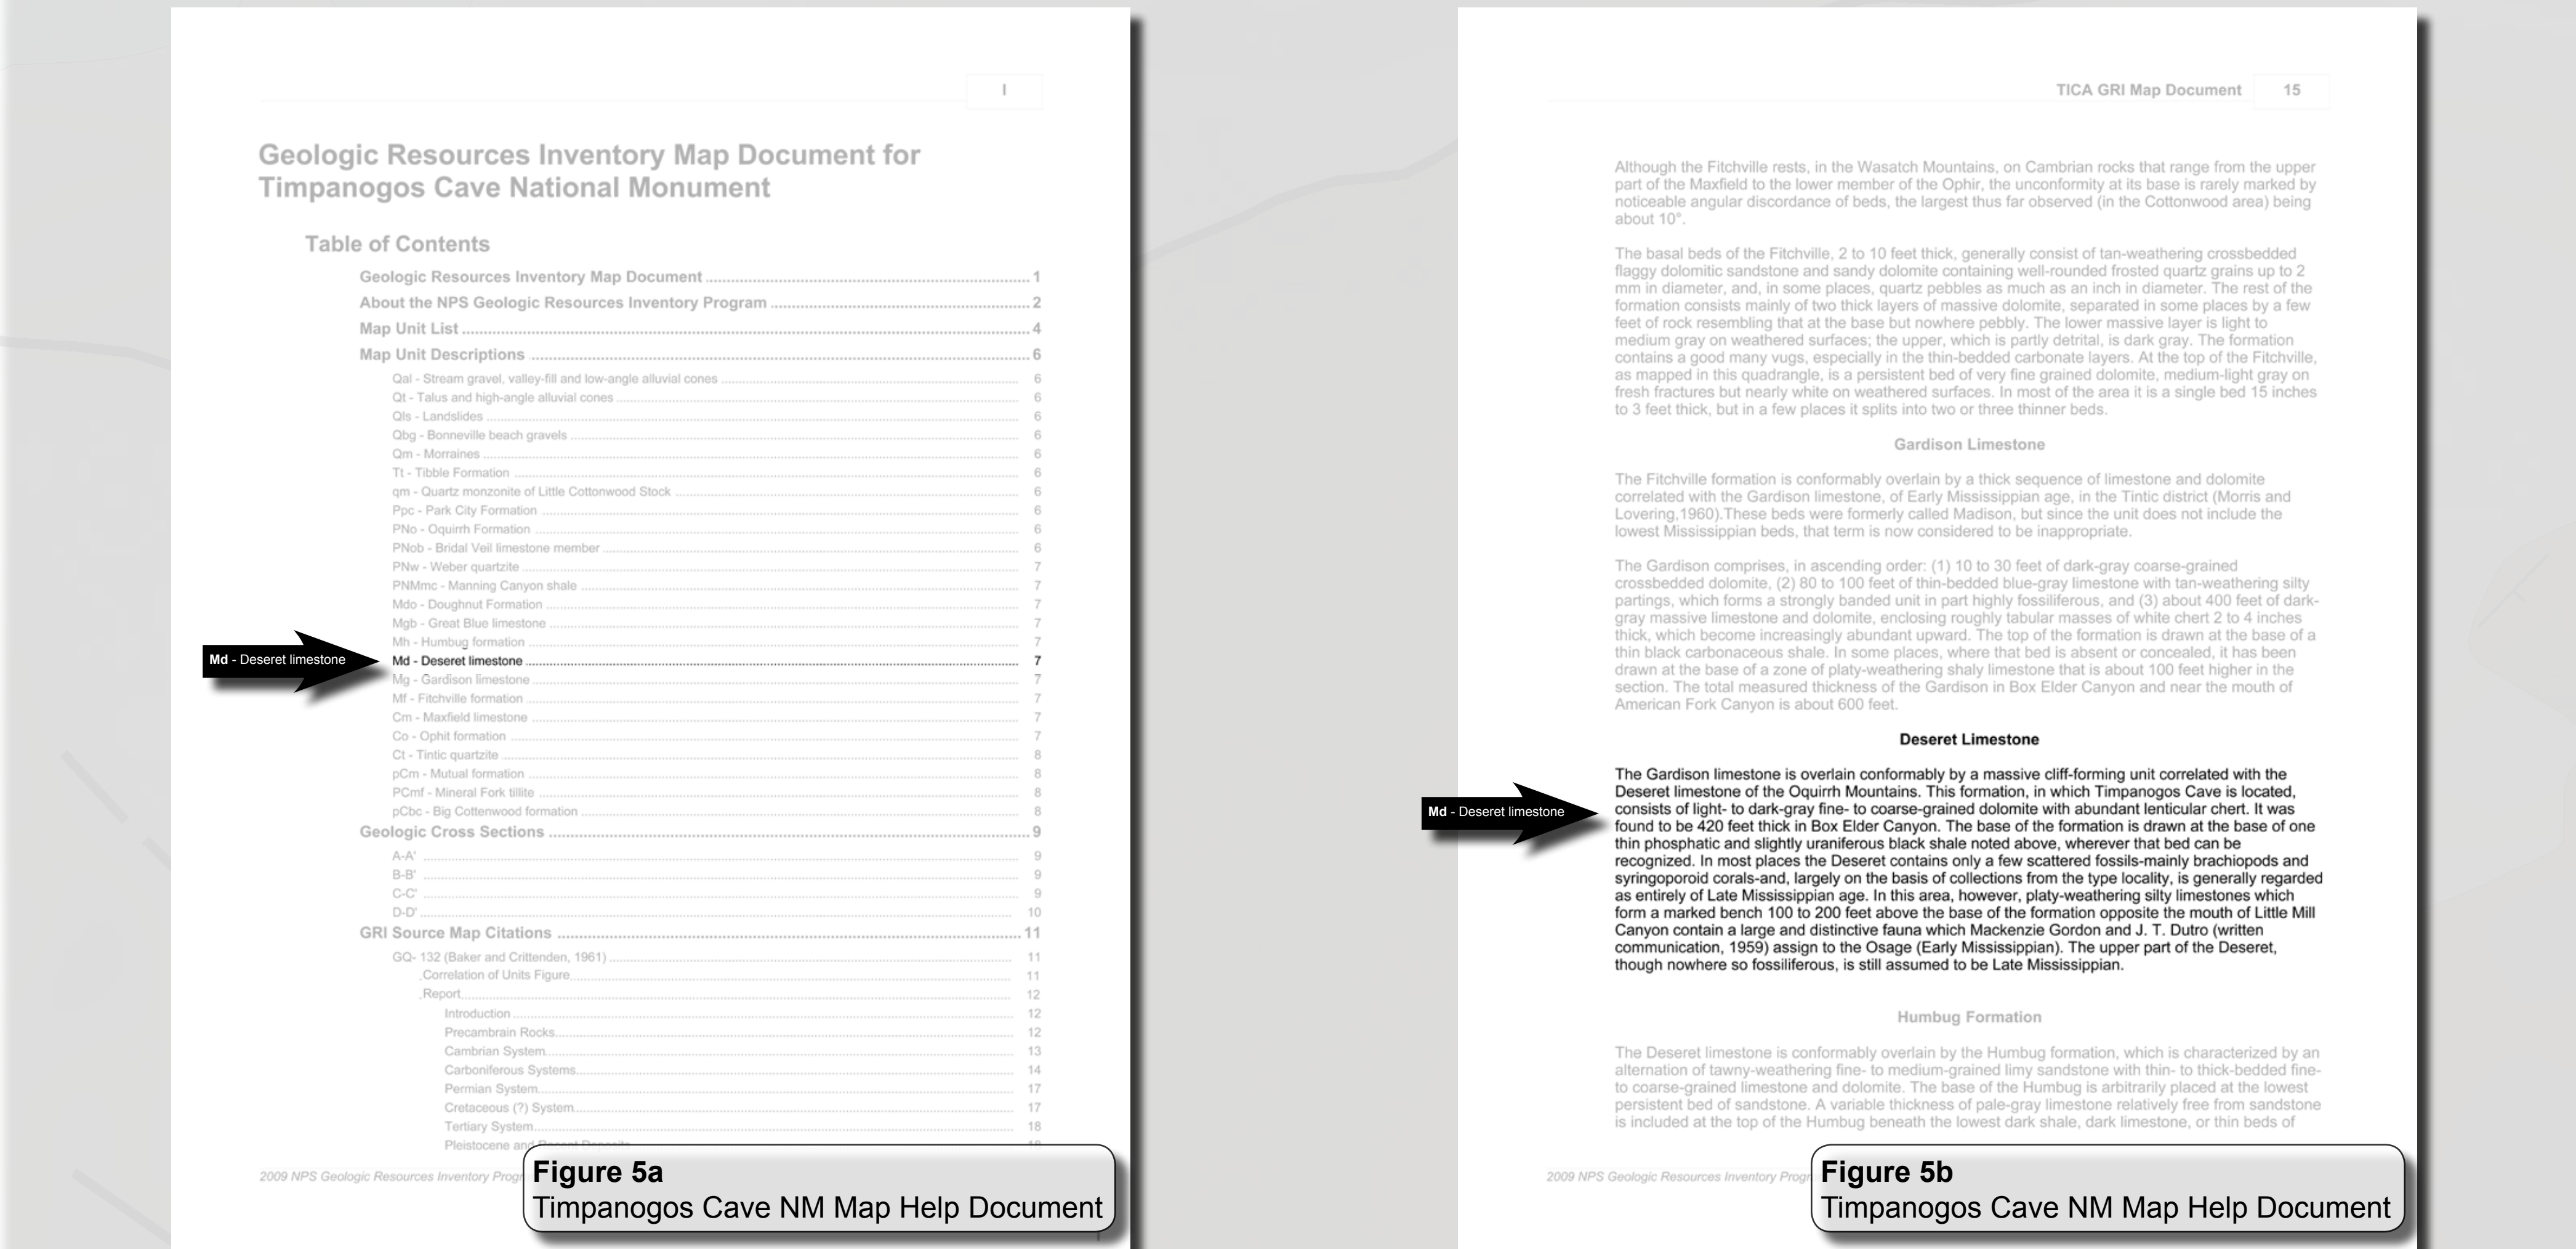 I
Geologic Resources Inventory Map Document for
Timpanogos Cave National Monument
Table of Contents
Geologic Resources Inventory Map Document ........ 1
About the NPS Geologic Resources Inventory Program ........ 2
Map Unit List ........ 4
Map Unit Descriptions ........ 6
Qal - Stream gravel, valley-fill and low-angle alluvial cones ........ 6
Qt - Talus and high-angle alluvial cones ........ 6
Qls - Landslides ........ 6
Qbg - Bonneville beach gravels ........ 6
Qm - Morraines ........ 6
Tt - Tibble Formation ........ 6
qm - Quartz monzonite of Little Cottonwood Stock ........ 6
Ppc - Park City Formation ........ 6
PNo - Oquirrh Formation ........ 6
PNob - Bridal Veil limestone member ........ 6
PNw - Weber quartzite ........ 7
PNMmc - Manning Canyon shale ........ 7
Mdo - Doughnut Formation ........ 7
Mgb - Great Blue limestone ........ 7
Mh - Humbug formation ........ 7
Md - Deseret limestone
Md - Deseret limestone ........ 7
Mg - Gardison limestone ........ 7
Mf - Fitchville formation ........ 7
Cm - Maxfield limestone ........ 7
Co - Ophit formation ........ 7
Ct - Tintic quartzite ........ 8
pCm - Mutual formation ........ 8
PCmf - Mineral Fork tillite ........ 8
pCbc - Big Cottenwood formation ........ 8
Geologic Cross Sections ........ 9
A-A' ........ 9
B-B' ........ 9
C-C' ........ 9
D-D' ........ 10
GRI Source Map Citations ........ 11
GQ- 132 (Baker and Crittenden, 1961) ........ 11
Correlation of Units Figure ........ 11
Report ........ 12
Introduction ........ 12
Precambrain Rocks ........ 12
Cambrian System ........ 13
Carboniferous Systems ........ 14
Permian System ........ 17
Cretaceous (?) System ........ 17
Tertiary System ........ 18
Pleistocene and Recent Deposits ........ 18
2009 NPS Geologic Resources Inventory
Figure 5a
Timpanogos Cave NM Map Help Document
TICA GRI Map Document 15
Although the Fitchville rests, in the Wasatch Mountains, on Cambrian rocks that range from the upper
part of the Maxfield to the lower member of the Ophir, the unconformity at its base is rarely marked by
noticeable angular discordance of beds, the largest thus far observed (in the Cottonwood area) being
about 10°.
The basal beds of the Fitchville, 2 to 10 feet thick, generally consist of tan-weathering crossbedded
flaggy dolomitic sandstone and sandy dolomite containing well-rounded frosted quartz grains up to 2
mm in diameter, and, in some places, quartz pebbles as much as an inch in diameter. The rest of the
formation consists mainly of two thick layers of massive dolomite, separated in some places by a few
feet of rock resembling that at the base but nowhere pebbly. The lower massive layer is light to
medium gray on weathered surfaces; the upper, which is partly detrital, is dark gray. The formation
contains a good many vugs, especially in the thin-bedded carbonate layers. At the top of the Fitchville,
as mapped in this quadrangle, is a persistent bed of very fine grained dolomite, medium-light gray on
fresh fractures but nearly white on weathered surfaces. In most of the area it is a single bed 15 inches
to 3 feet thick, but in a few places it splits into two or three thinner beds.
Gardison Limestone
The Fitchville formation is conformably overlain by a thick sequence of limestone and dolomite
correlated with the Gardison limestone, of Early Mississippian age, in the Tintic district (Morris and
Lovering,1960).These beds were formerly called Madison, but since the unit does not include the
lowest Mississippian beds, that term is now considered to be inappropriate.
The Gardison comprises, in ascending order: (1) 10 to 30 feet of dark-gray coarse-grained
crossbedded dolomite, (2) 80 to 100 feet of thin-bedded blue-gray limestone with tan-weathering silty
partings, which forms a strongly banded unit in part highly fossiliferous, and (3) about 400 feet of dark-
gray massive limestone and dolomite, enclosing roughly tabular masses of white chert 2 to 4 inches
thick, which become increasingly abundant upward. The top of the formation is drawn at the base of a
thin black carbonaceous shale. In some places, where that bed is absent or concealed, it has been
drawn at the base of a zone of platy-weathering shaly limestone that is about 100 feet higher in the
section. The total measured thickness of the Gardison in Box Elder Canyon and near the mouth of
American Fork Canyon is about 600 feet.
Deseret Limestone
Md - Deseret limestone
The Gardison limestone is overlain conformably by a massive cliff-forming unit correlated with the
Deseret limestone of the Oquirrh Mountains. This formation, in which Timpanogos Cave is located,
consists of light- to dark-gray fine- to coarse-grained dolomite with abundant lenticular chert. It was
found to be 420 feet thick in Box Elder Canyon. The base of the formation is drawn at the base of one
thin phosphatic and slightly uraniferous black shale noted above, wherever that bed can be
recognized. In most places the Deseret contains only a few scattered fossils-mainly brachiopods and
syringoporoid corals-and, largely on the basis of collections from the type locality, is generally regarded
as entirely of Late Mississippian age. In this area, however, platy-weathering silty limestones which
form a marked bench 100 to 200 feet above the base of the formation opposite the mouth of Little Mill
Canyon contain a large and distinctive fauna which Mackenzie Gordon and J. T. Dutro (written
communication, 1959) assign to the Osage (Early Mississippian). The upper part of the Deseret,
though nowhere so fossiliferous, is still assumed to be Late Mississippian.
Humbug Formation
The Deseret limestone is conformably overlain by the Humbug formation, which is characterized by an
alternation of tawny-weathering fine- to medium-grained limy sandstone with thin- to thick-bedded fine-
to coarse-grained limestone and dolomite. The base of the Humbug is arbitrarily placed at the lowest
persistent bed of sandstone. A variable thickness of pale-gray limestone relatively free from sandstone
is included at the top of the Humbug beneath the lowest dark shale, dark limestone, or thin beds of
2009 NPS Geologic Resources Inventory
Figure 5b
Timpanogos Cave NM Map Help Document